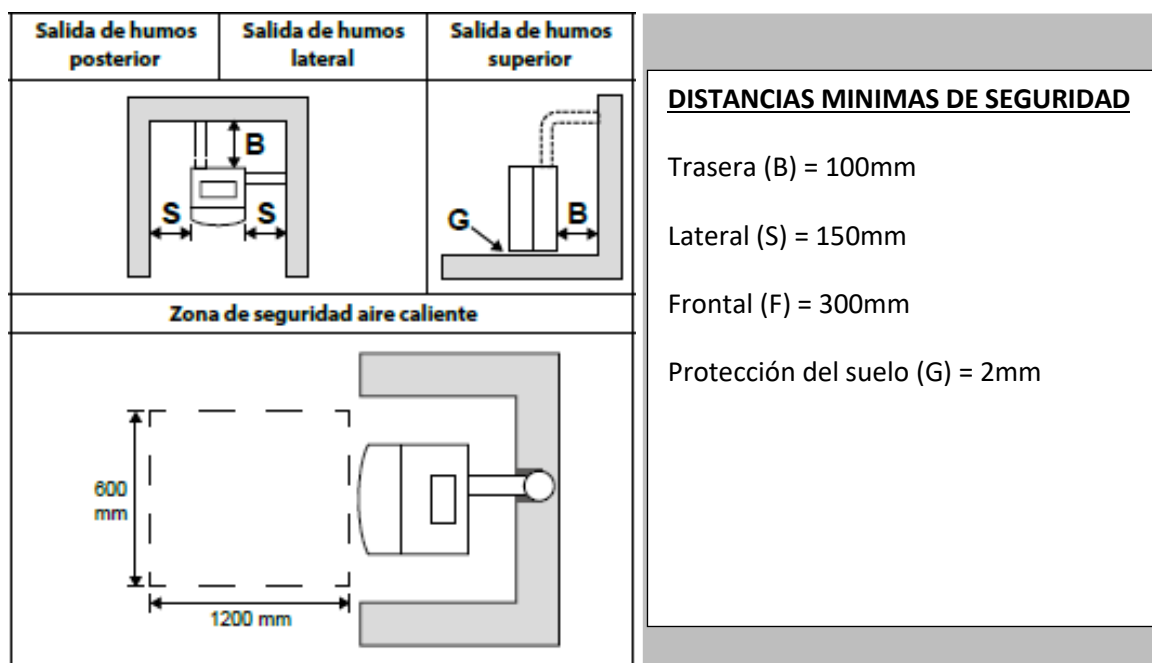 Salida de humos
posterior
Salida de humos
lateral
Salida de humos
superior
B
S
S
G
B
Zona de seguridad aire caliente
600
mm
1200 mm
DISTANCIAS MINIMAS DE SEGURIDAD
Trasera (B) = 100mm
Lateral (S) = 150mm
Frontal (F) = 300mm
Protección del suelo (G) = 2mm